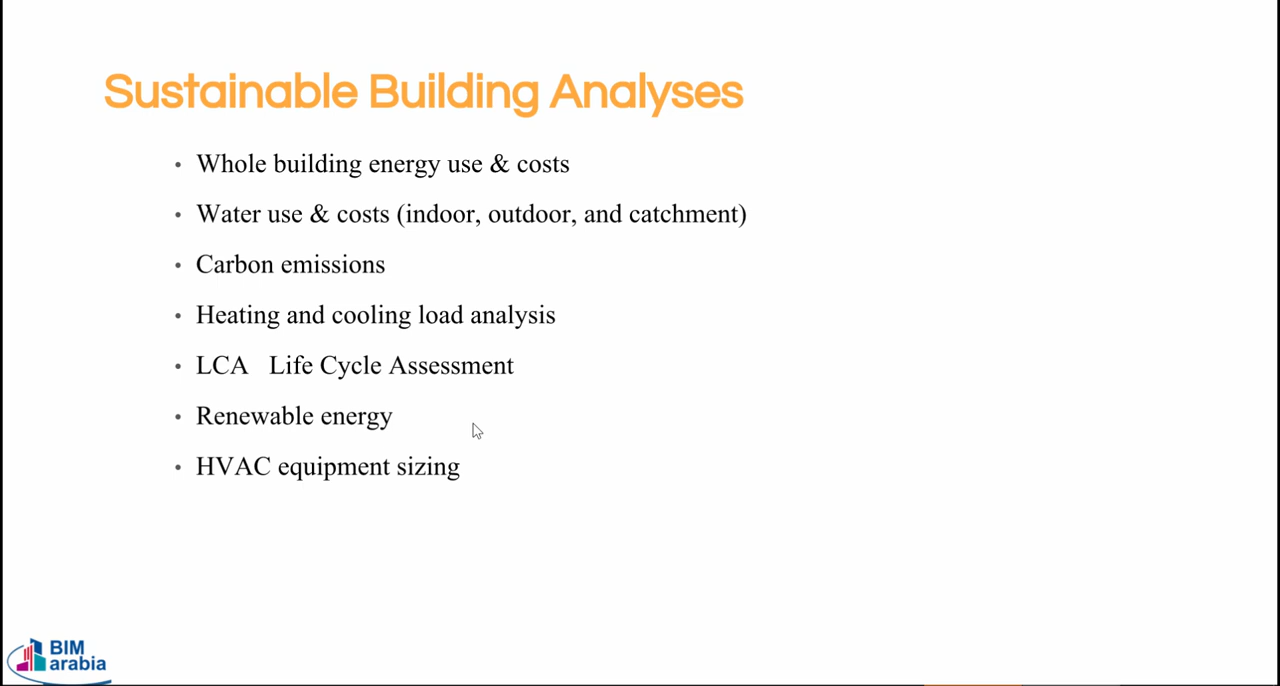 Sustainable Building Analyses
• Whole building energy use & costs
• Water use & costs (indoor, outdoor, and catchment)
• Carbon emissions
• Heating and cooling load analysis
• LCA   Life Cycle Assessment
• Renewable energy
• HVAC equipment sizing
BIM
arabia